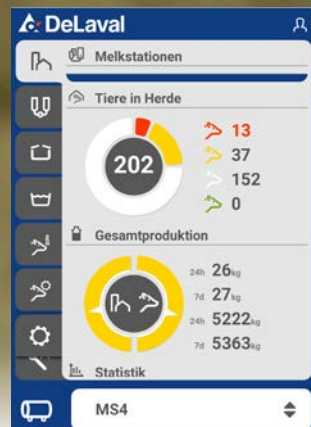 DeLaval
Melkstationen
Tiere in Herde
202
13
37
152
0
Gesamtproduktion
24h 26kg
7d 27kg
24h 5222kg
7d 5363kg
Statistik
MS4